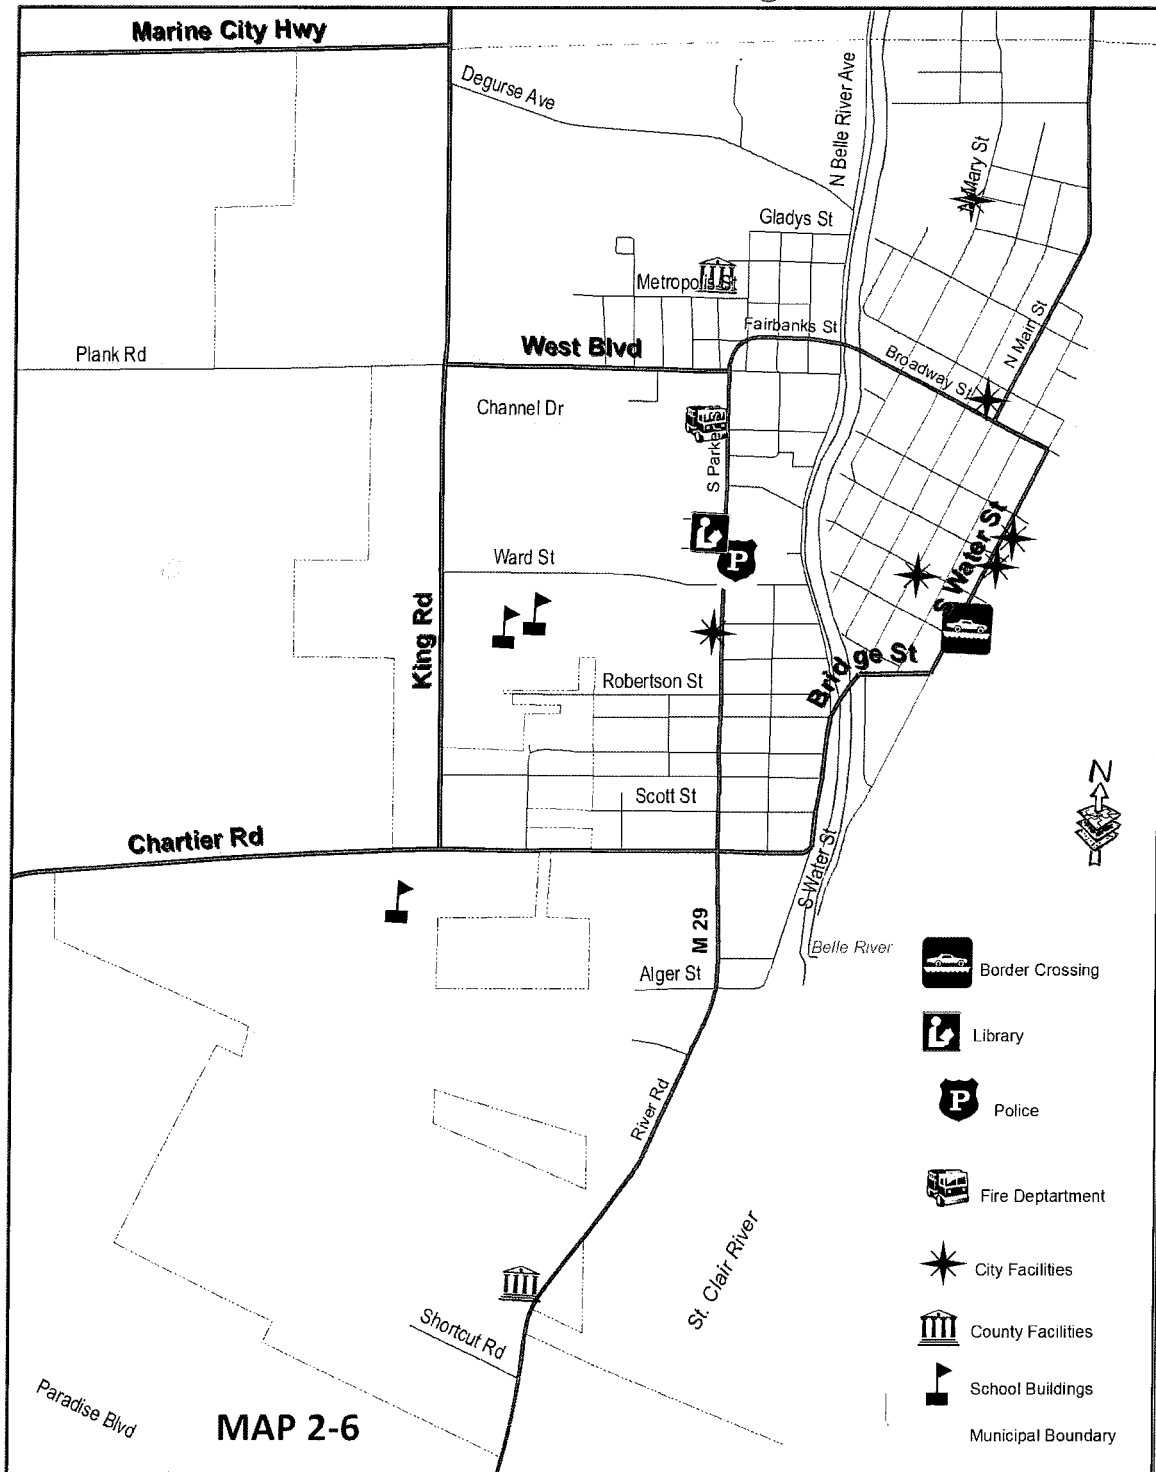 Marine City Hwy
Degurse Ave
N Belle River Ave
N Mary St
Gladys St
Metropolis St
Fairbanks St
N Main St
West Blvd
Plank Rd
Broadway St
Channel Dr
S Parker
S Water St
P
Ward St
King Rd
Bridge St
Robertson St
N
Scott St
Chartier Rd
S Water St
M 29
Belle River
Alger St
Border Crossing
Library
River Rd
P
Police
Fire Deptartment
St. Clair River
City Facilities
County Facilities
Shortcut Rd
School Buildings
Paradise Blvd
MAP 2-6
Municipal Boundary